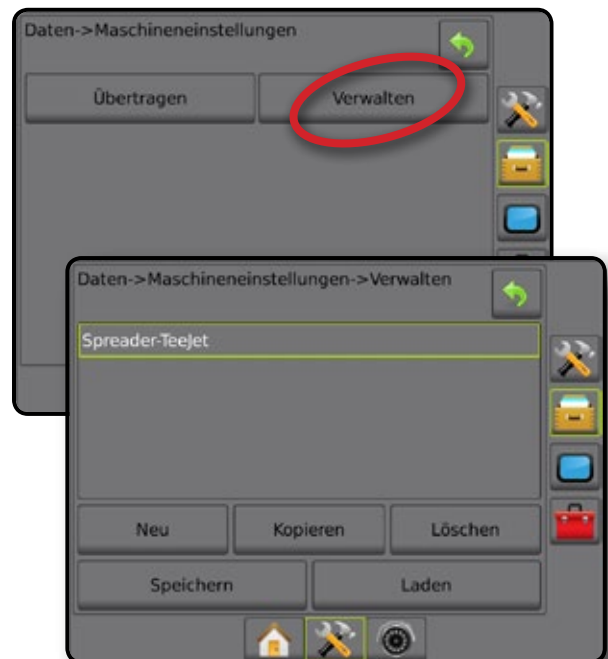 Daten->Maschineneinstellungen
Übertragen Verwalten
Daten->Maschineneinstellungen->Verwalten
Spreader-TeeJet
Neu Kopieren Löschen
Speichern Laden